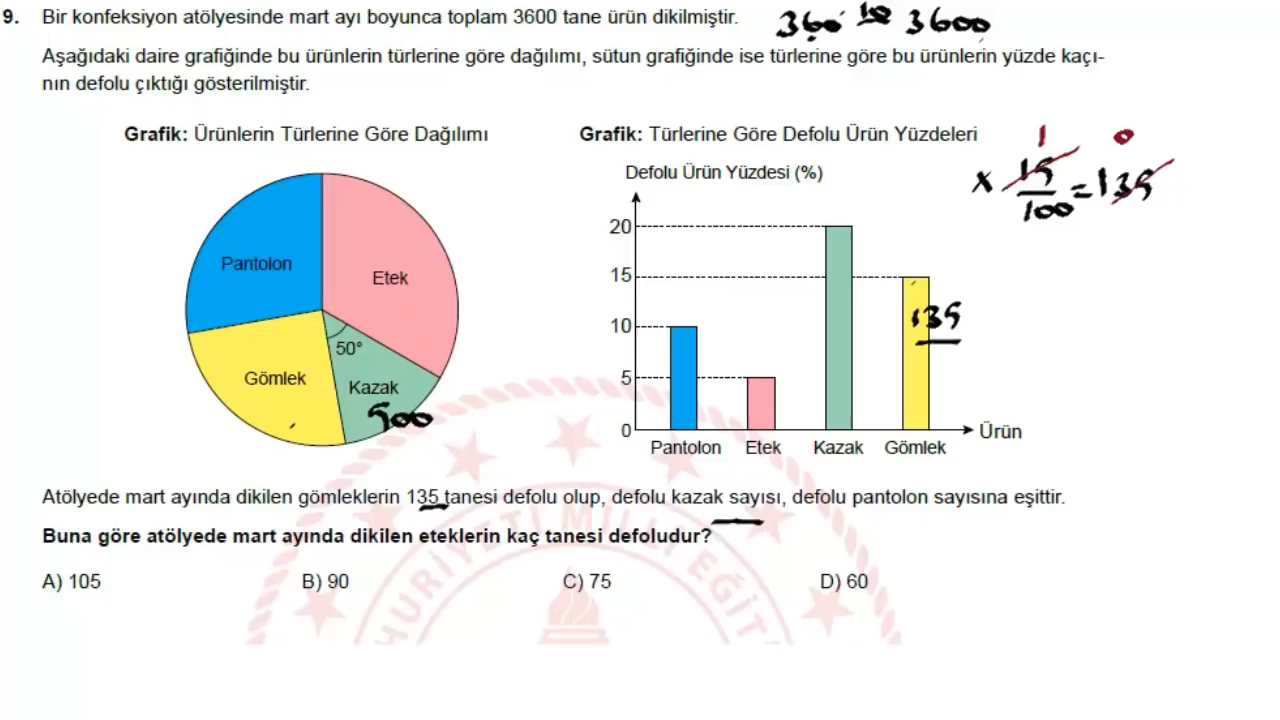 9. Bir konfeksiyon atölyesinde mart ayı boyunca toplam 3600 tane ürün dikilmiştir. 360 10 3600
Aşağıdaki daire grafiğinde bu ürünlerin türlerine göre dağılımı, sütun grafiğinde ise türlerine göre bu ürünlerin yüzde kaçı-
nın defolu çıktığı gösterilmiştir.
Grafik: Ürünlerin Türlerine Göre Dağılımı
Pantolon
Etek
50°
Gömlek
Kazak
500
Grafik: Türlerine Göre Defolu Ürün Yüzdeleri
Defolu Ürün Yüzdesi (%)
20
15
10
5
0
135
Pantolon Etek Kazak Gömlek
Ürün
1 0
x 15/100 = 135
Atölyede mart ayında dikilen gömleklerin 135 tanesi defolu olup, defolu kazak sayısı, defolu pantolon sayısına eşittir.
Buna göre atölyede mart ayında dikilen eteklerin kaç tanesi defoludur?
A) 105 B) 90 C) 75 D) 60